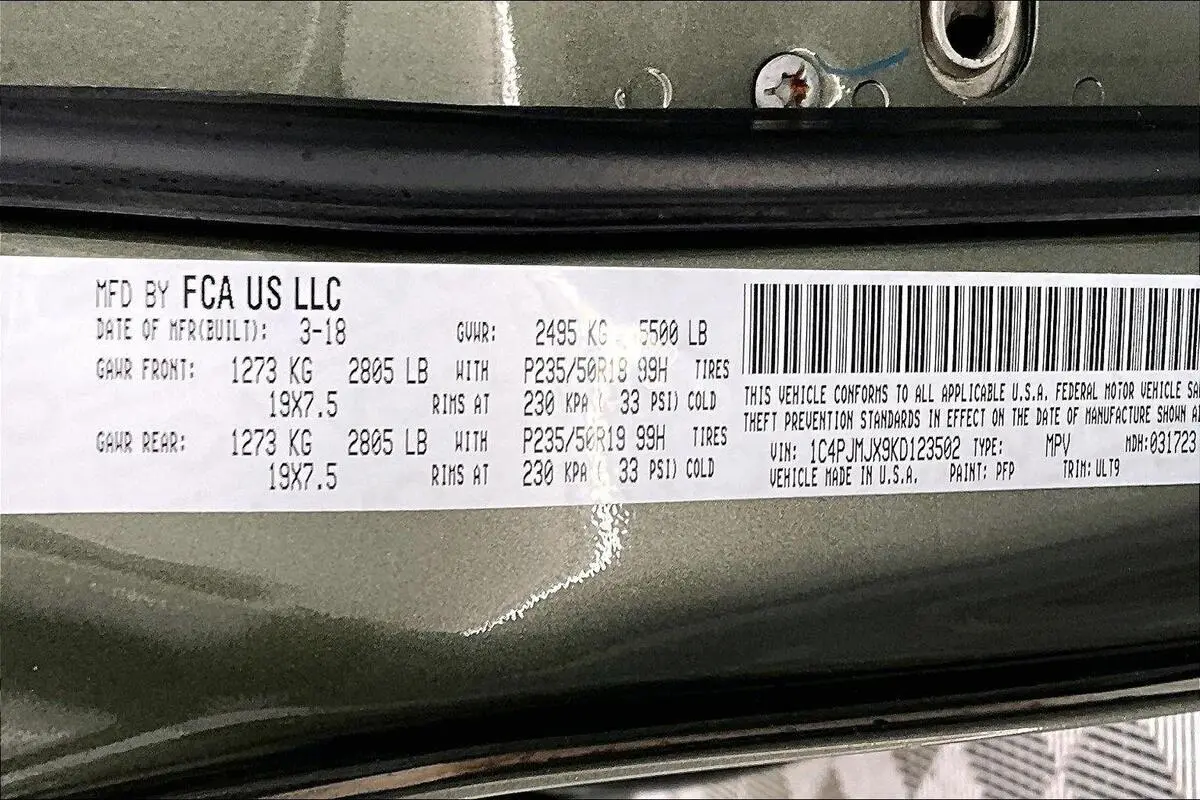 MFD BY FCA US LLC
DATE OF MFR(BUILT): 3-18 GVWR: 2495 KG 5500 LB
GAWR FRONT: 1273 KG 2805 LB WITH P235/50R19 99H TIRES
19X7.5 RIMS AT 230 KPA ( 33 PSI) COLD
GAWR REAR: 1273 KG 2805 LB WITH P235/50R19 99H TIRES
19X7.5 RIMS AT 230 KPA ( 33 PSI) COLD
THIS VEHICLE CONFORMS TO ALL APPLICABLE U.S.A. FEDERAL MOTOR VEHICLE SA
THEFT PREVENTION STANDARDS IN EFFECT ON THE DATE OF MANUFACTURE SHOWN A
VIN: 1C4PJMJX9KD123502 TYPE: MPV MDH:031723
VEHICLE MADE IN U.S.A. PAINT: PFP TRIM: ULT9